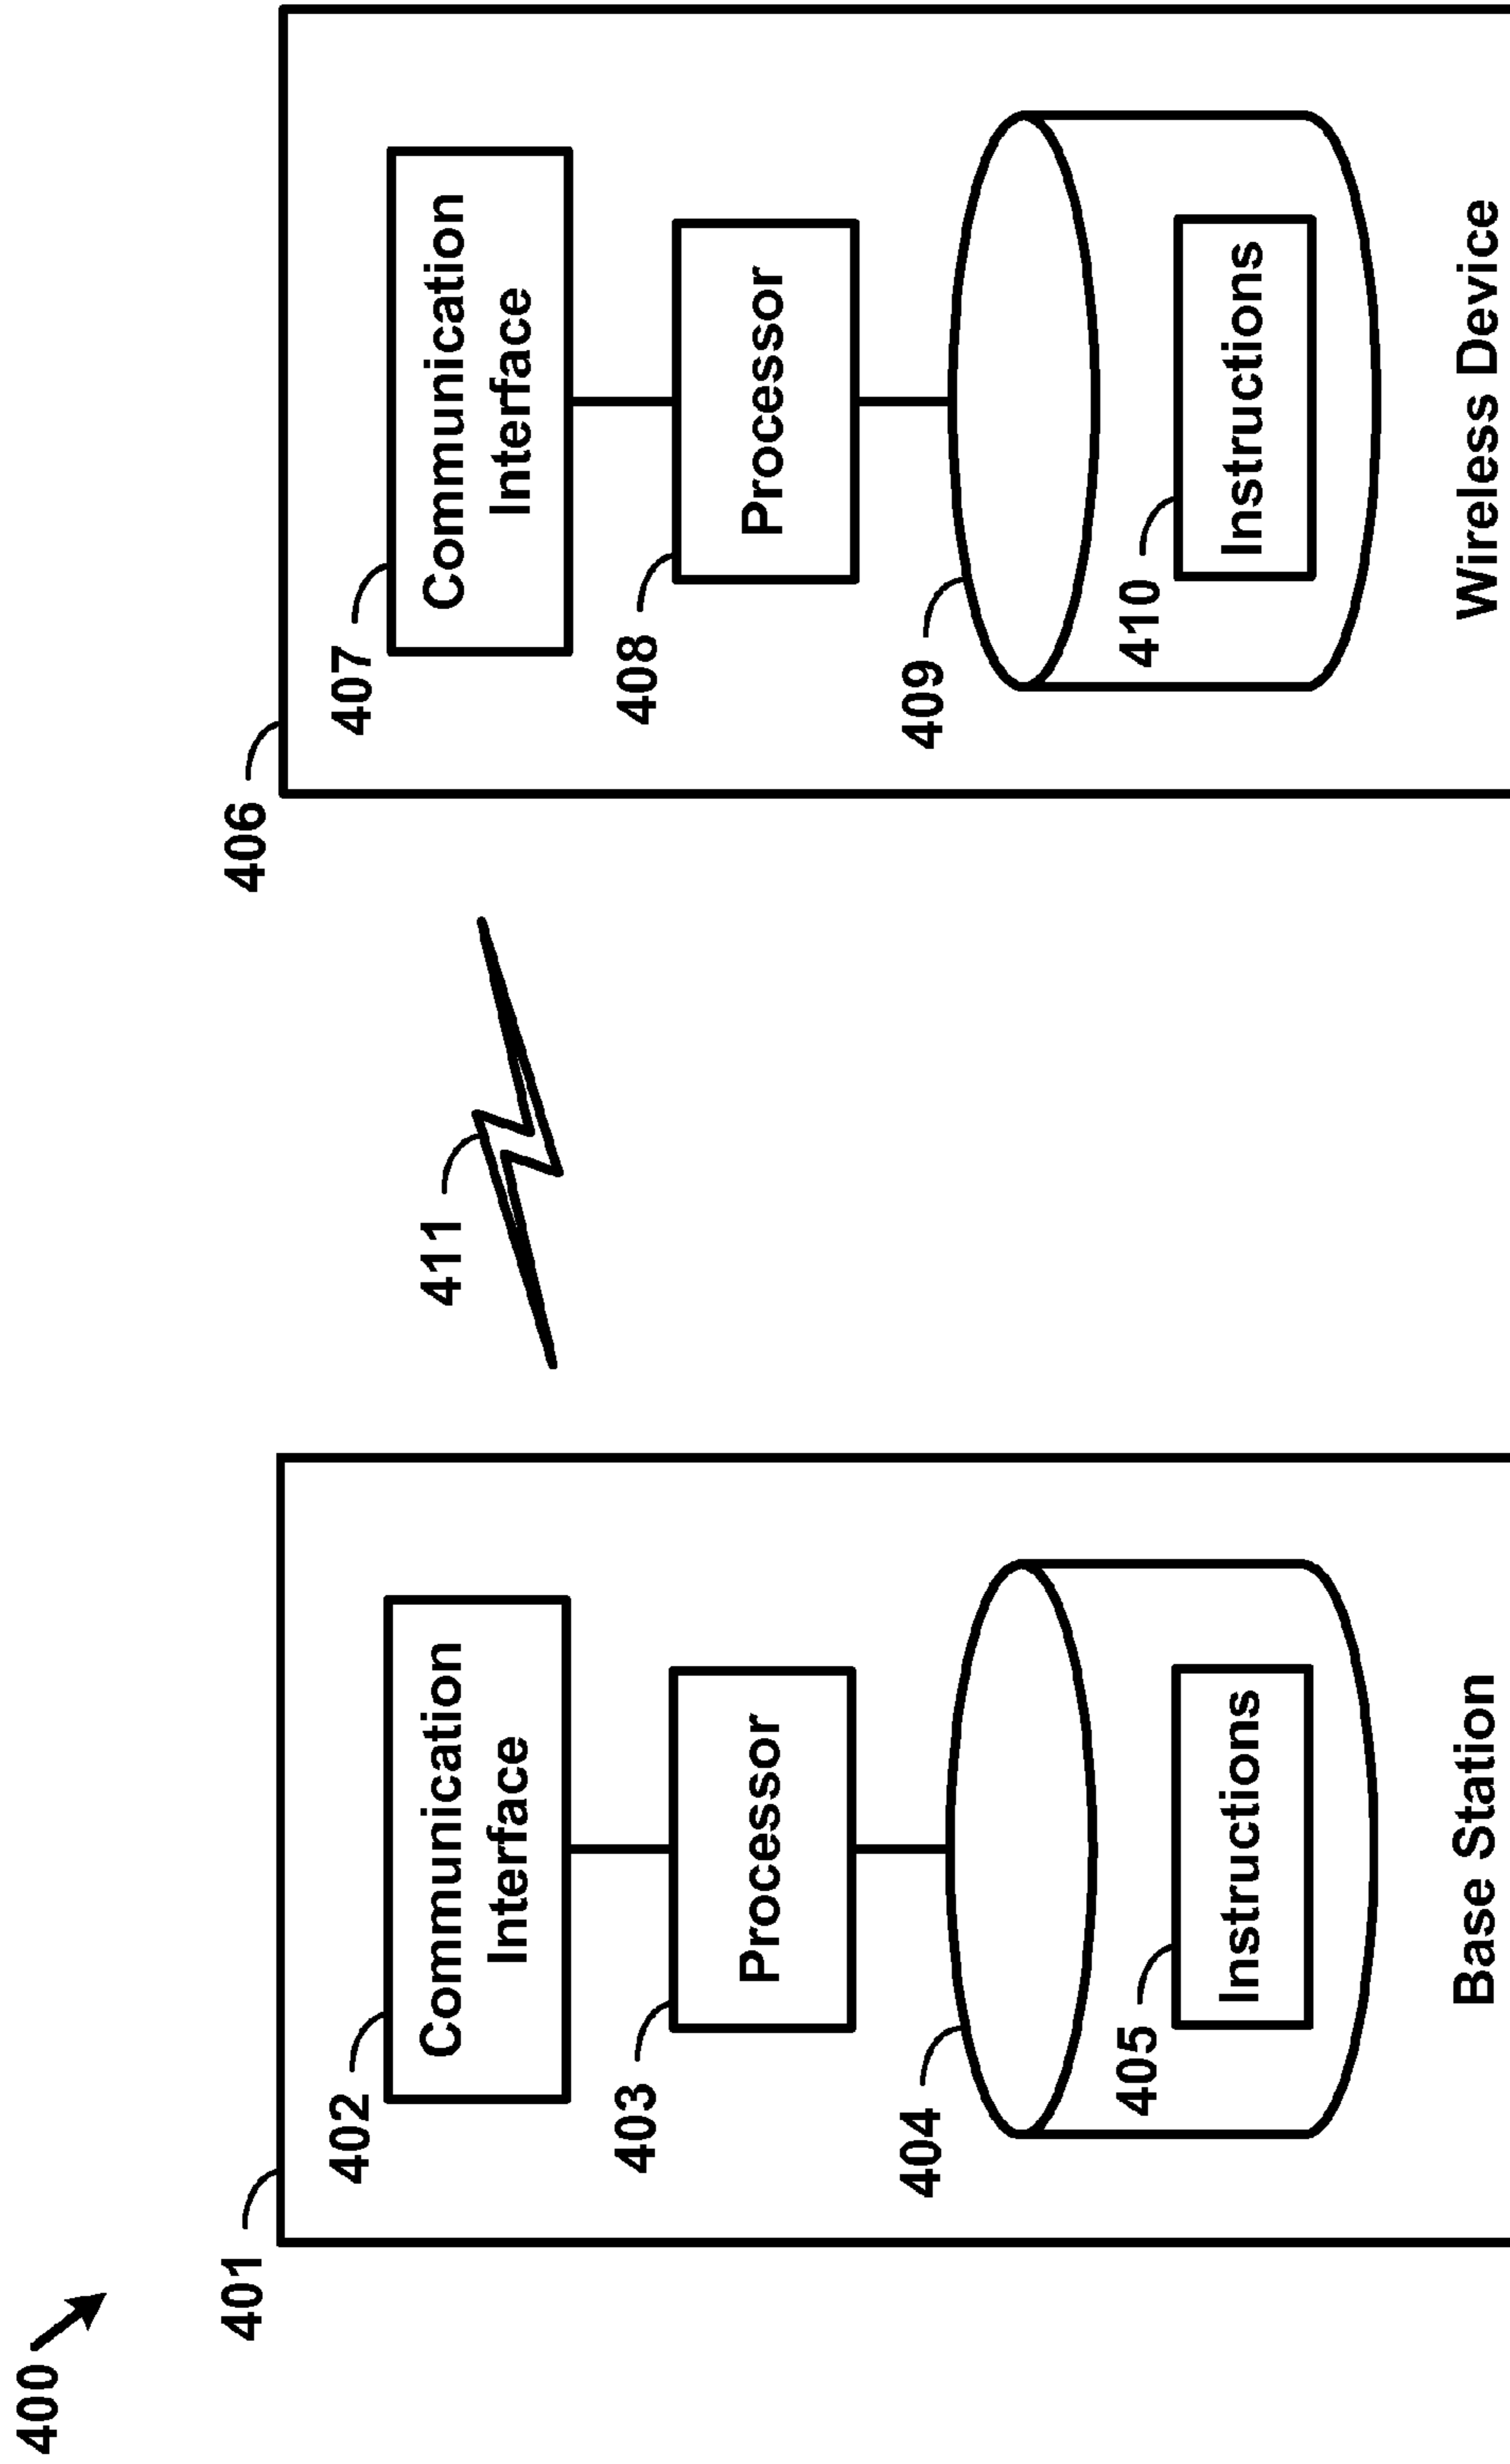 400
401
402
Communication
Interface
403
Processor
404
405
Instructions
Base Station
411
406
407
Communication
Interface
408
Processor
409
410
Instructions
Wireless Device